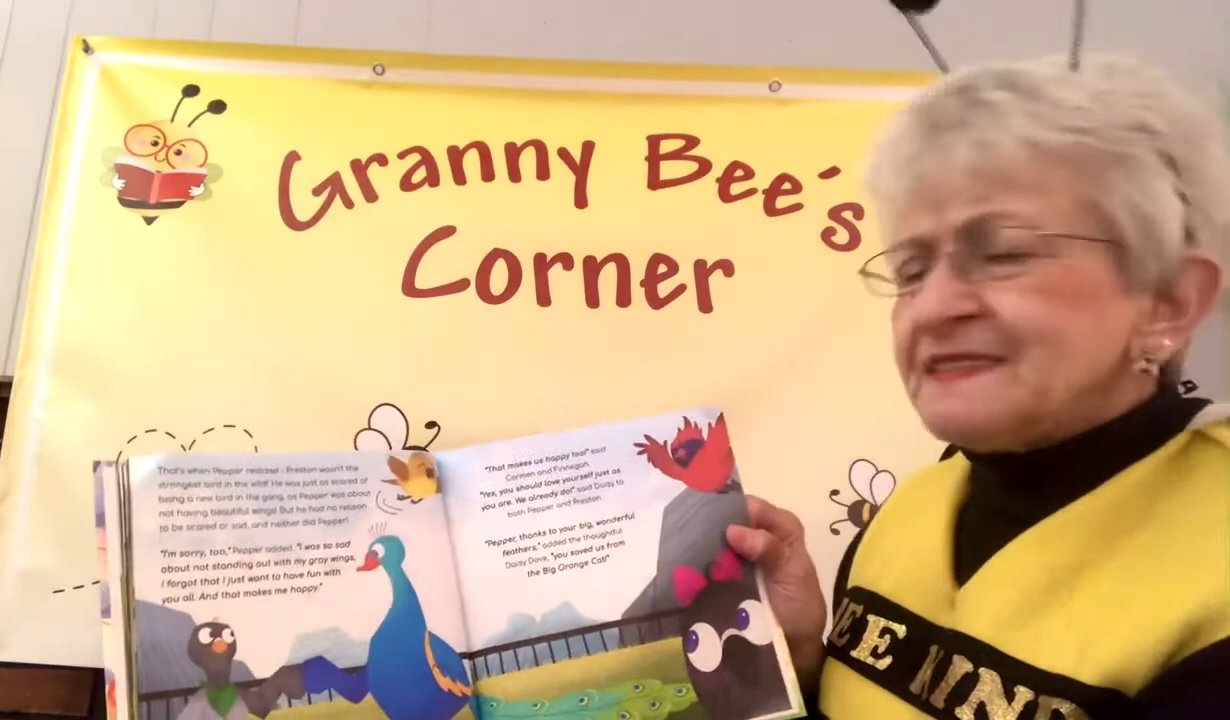 Granny Bee's
Corner
That's when Pepper realized - Preston wasn't the
strongest bird in the wild! He was just as scared of
being a new bird in the gang, as Pepper was about
not having beautiful wings! But he had no reason
to be scared or sad, and neither did Pepper!
"I'm sorry, too," Pepper added. "I was so sad
about not standing out with my gray wings,
I forgot that I just want to have fun with
you all. And that makes me happy."
"That makes us happy too!" said
Carmen and Finnegan.
"Yes, you should love yourself just as
you are. We already do!" said Daisy to
both Pepper and Preston.
"Pepper, thanks to your big, wonderful
feathers," added the thoughtful
Daisy Dove, "you saved us from
the Big Orange Cat!"
BEE KIND